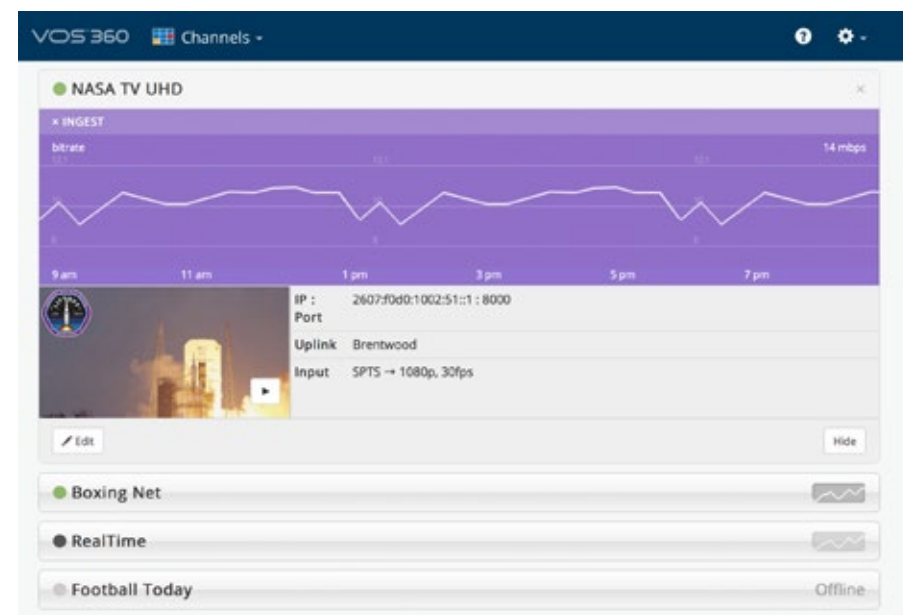 VOS 360 Channels
NASA TV UHD
× INGEST
bitrate 14 mbps
9 am 11 am 1 pm 3 pm 5 pm 7 pm
IP : Port 2607:f0d0:1002:51::1 : 8000
Uplink Brentwood
Input SPTS → 1080p, 30fps
Edit Hide
Boxing Net
RealTime
Football Today Offline